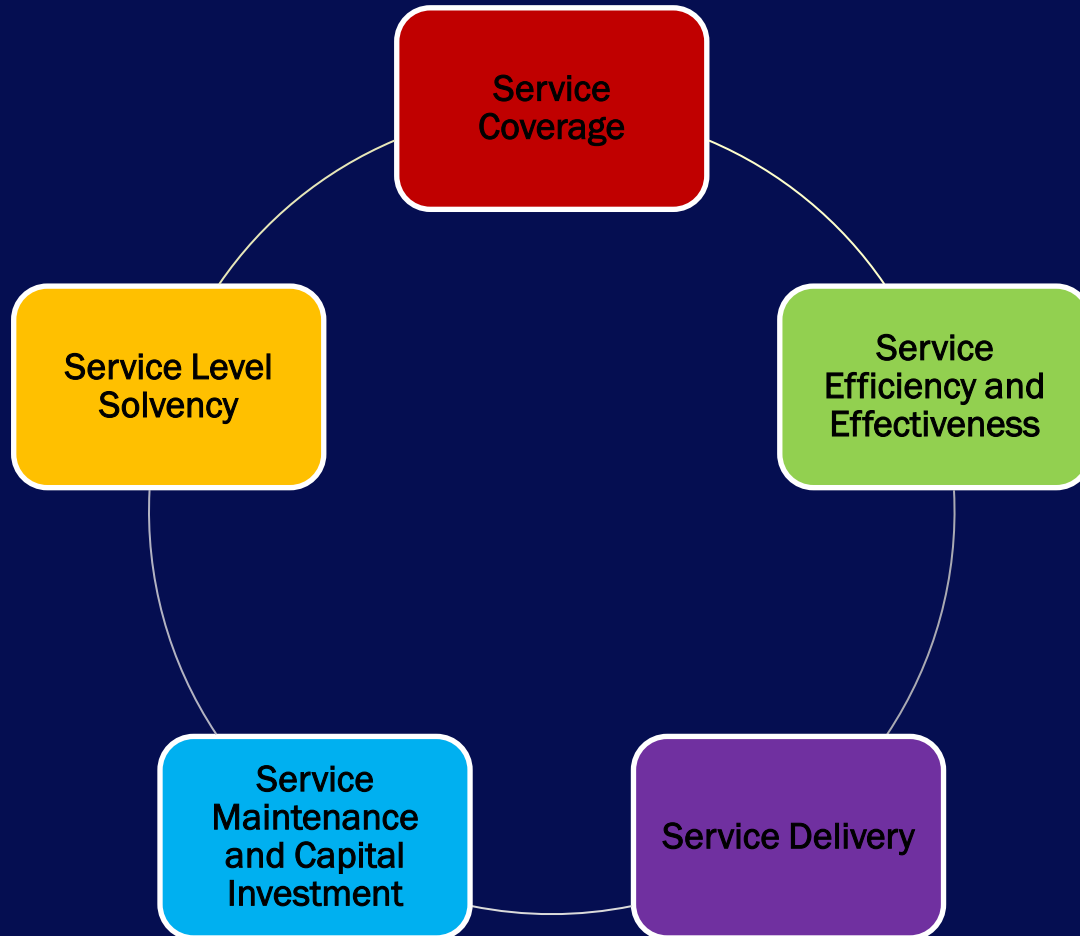 Service
Coverage
Service Level
Solvency
Service
Efficiency and
Effectiveness
Service
Maintenance
and Capital
Investment
Service Delivery